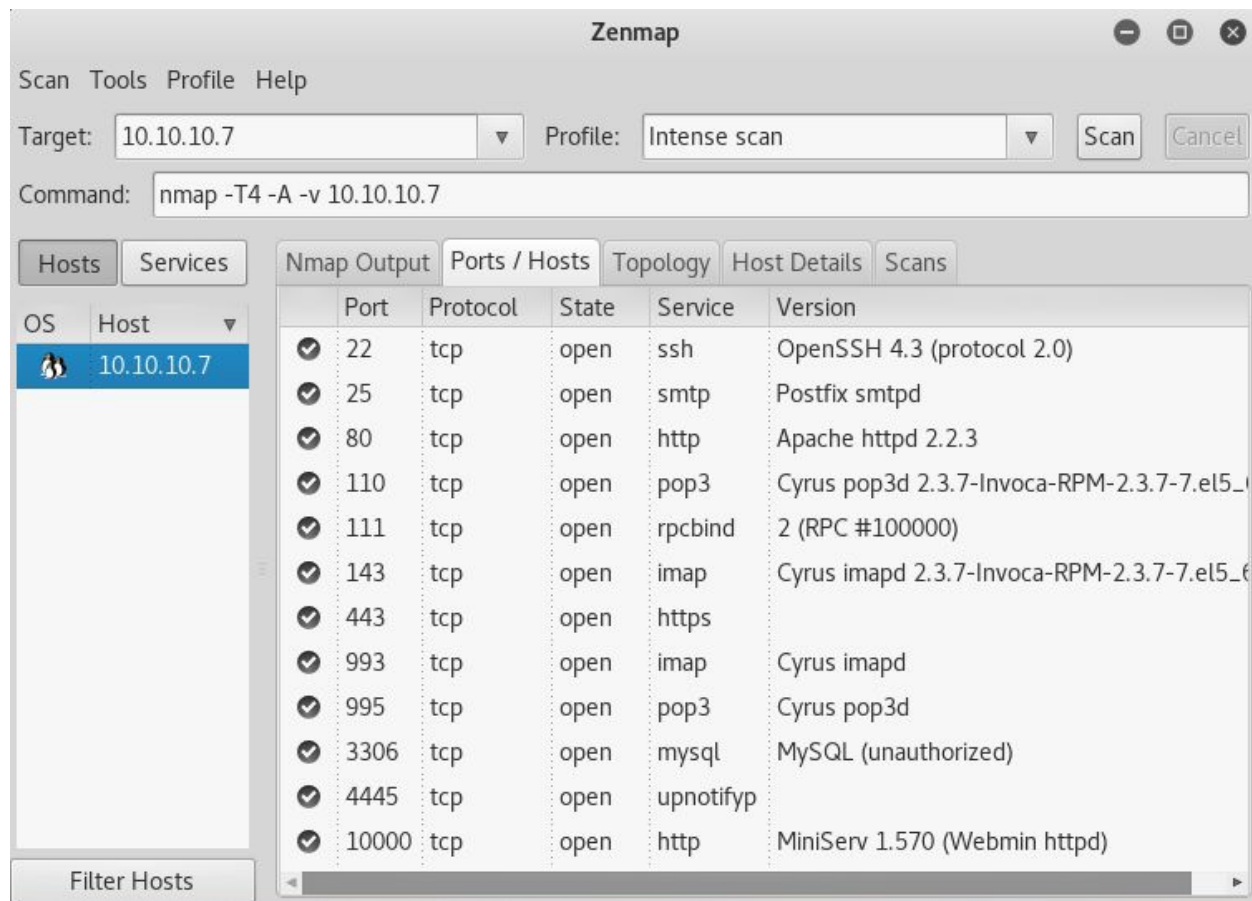 Zenmap
Scan Tools Profile Help
Target: 10.10.10.7 Profile: Intense scan Scan Cancel
Command: nmap -T4 -A -v 10.10.10.7
Hosts Services Nmap Output Ports / Hosts Topology Host Details Scans
OS Host Port Protocol State Service Version
10.10.10.7 22 tcp open ssh OpenSSH 4.3 (protocol 2.0)
25 tcp open smtp Postfix smtpd
80 tcp open http Apache httpd 2.2.3
110 tcp open pop3 Cyrus pop3d 2.3.7-Invoca-RPM-2.3.7-7.el5_
111 tcp open rpcbind 2 (RPC #100000)
143 tcp open imap Cyrus imapd 2.3.7-Invoca-RPM-2.3.7-7.el5_6
443 tcp open https
993 tcp open imap Cyrus imapd
995 tcp open pop3 Cyrus pop3d
3306 tcp open mysql MySQL (unauthorized)
4445 tcp open upnotifyp
10000 tcp open http MiniServ 1.570 (Webmin httpd)
Filter Hosts